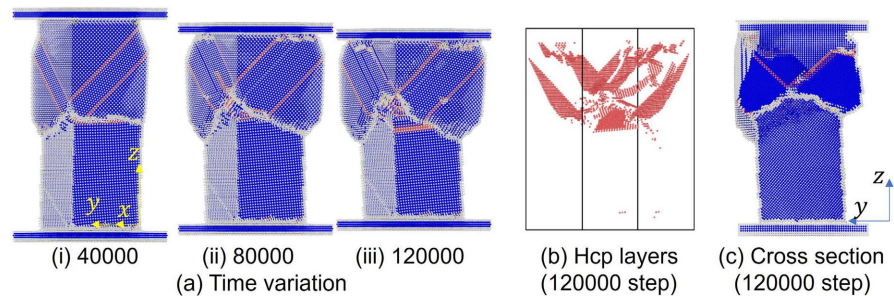 z
y x
(i) 40000 (ii) 80000 (iii) 120000
(a) Time variation
(b) Hcp layers
(120000 step)
z
y
(c) Cross section
(120000 step)